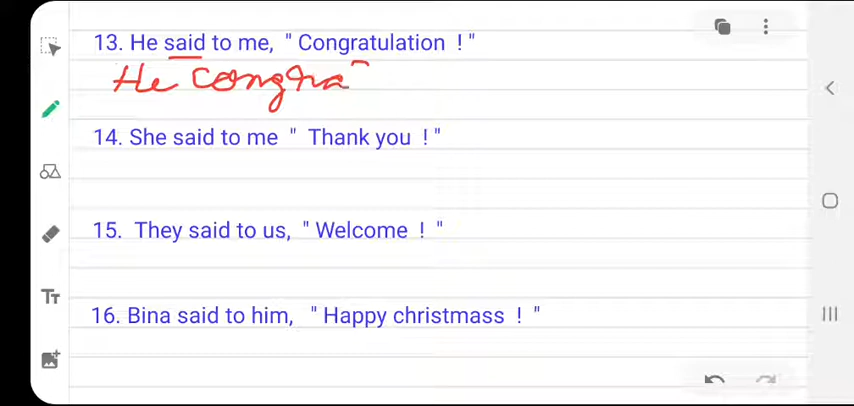 13. He said to me, " Congratulation ! "
He Congra
14. She said to me " Thank you ! "
15. They said to us, " Welcome ! "
16. Bina said to him, " Happy christmass ! "
TT